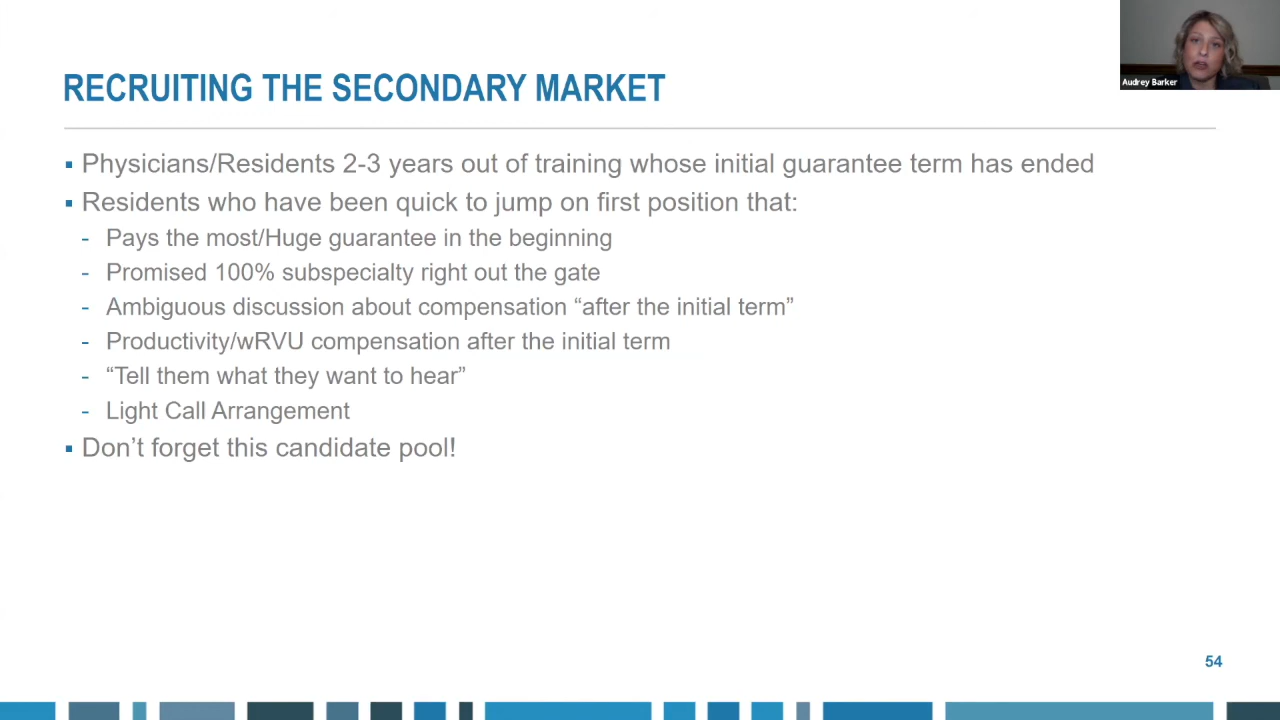 Audrey Barker
RECRUITING THE SECONDARY MARKET
▪ Physicians/Residents 2-3 years out of training whose initial guarantee term has ended
▪ Residents who have been quick to jump on first position that:
- Pays the most/Huge guarantee in the beginning
- Promised 100% subspecialty right out the gate
- Ambiguous discussion about compensation “after the initial term”
- Productivity/wRVU compensation after the initial term
- “Tell them what they want to hear”
- Light Call Arrangement
▪ Don’t forget this candidate pool!
54